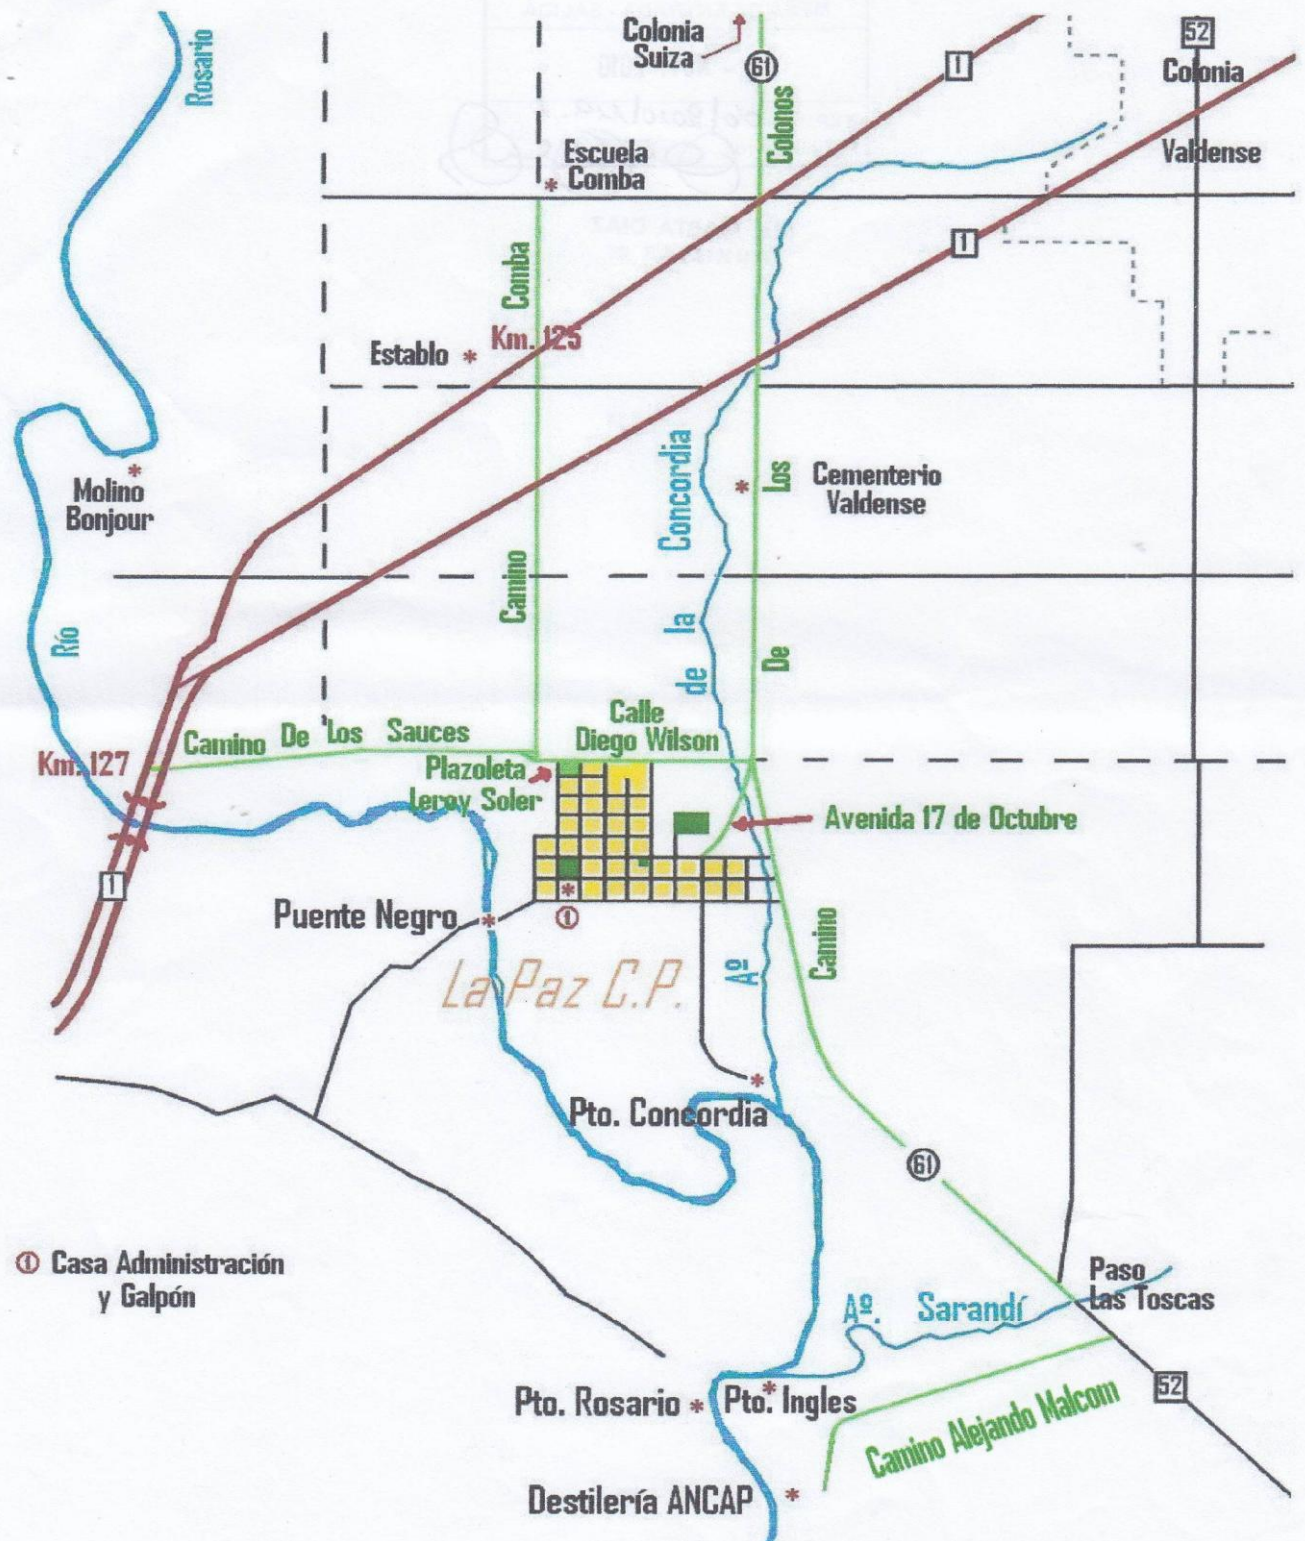 Rosario
Colonia
Suiza
61
52
1
Colonia
Colonos
Escuela
Comba
Valdense
1
Comba
Km. 125
Establo *
Concordia
Los
Cementerio
Valdense
Molino
Bonjour
Camino
la
Río
De
de
Calle
Diego Wilson
Camino De Los Sauces
Km. 127
Plazoleta
Leroy Soler
Avenida 17 de Octubre
1
Puente Negro *
1
Camino
Aº
La Paz C.P.
Pto. Concordia
61
1 Casa Administración
y Galpón
Paso
Las Toscas
Aº. Sarandí
52
Pto. Rosario * Pto. Ingles
Camino Alejando Malcom
Destilería ANCAP *